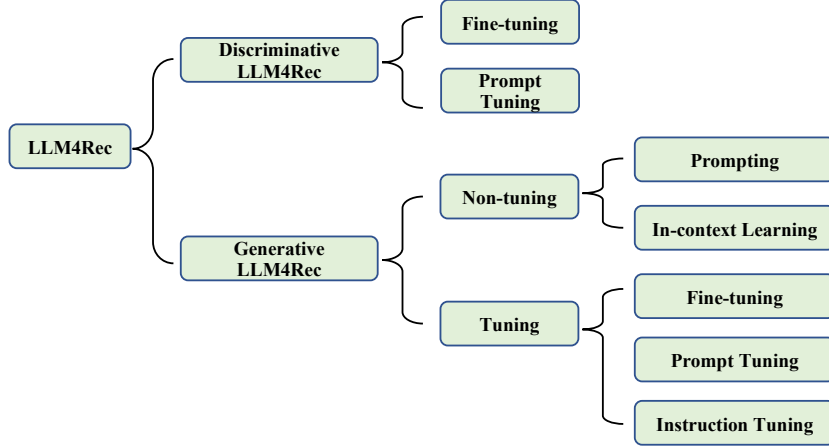 Fine-tuning
Discriminative
LLM4Rec
Prompt
Tuning
LLM4Rec
Prompting
Non-tuning
In-context Learning
Generative
LLM4Rec
Fine-tuning
Tuning
Prompt Tuning
Instruction Tuning